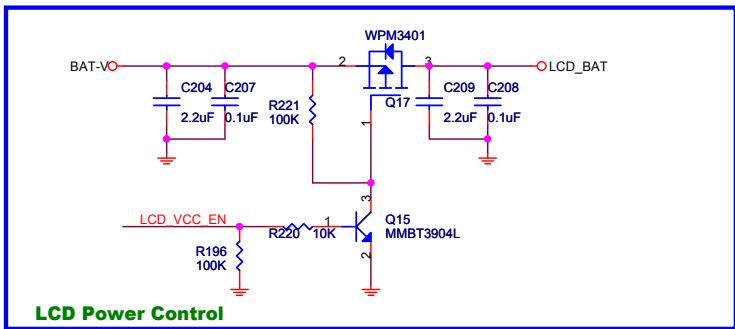 WPM3401
BAT-V
2
3
LCD_BAT
C204
C207
R221
100K
Q17
C209
C208
2.2uF
0.1uF
1
2.2uF
0.1uF
3
LCD_VCC_EN
1
Q15
MMBT3904L
R220
10K
R196
100K
2
LCD Power Control